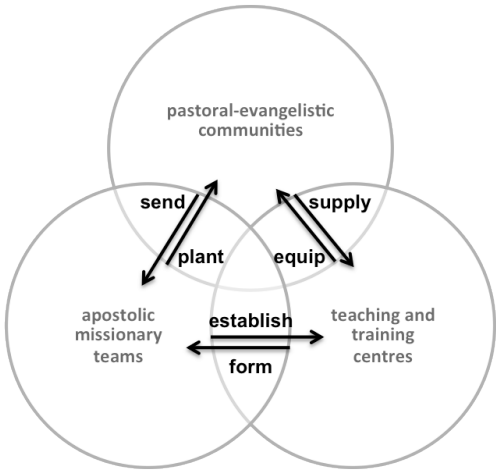 pastoral-evangelistic
communities
send
supply
plant
equip
apostolic
missionary
teams
establish
form
teaching and
training
centres